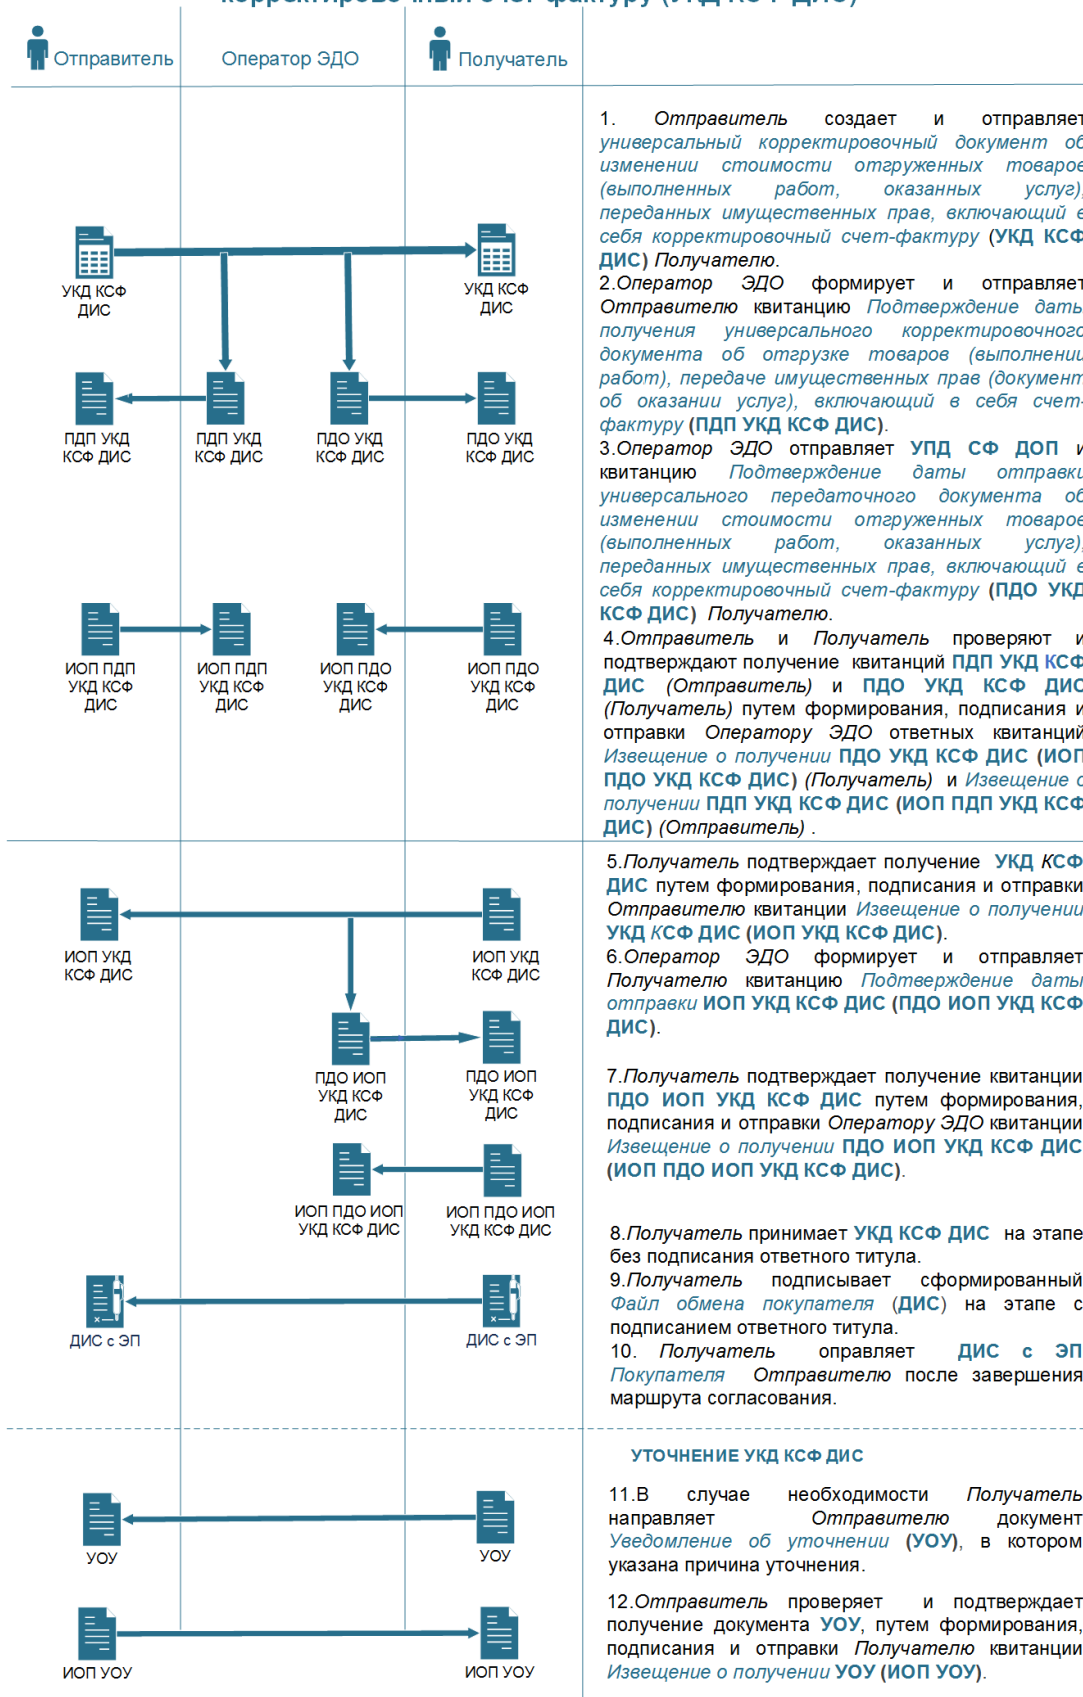 корректировочный счет-фактуру (УКД КСФ ДИС)
Отправитель
Оператор ЭДО
Получатель
1. Отправитель создает и отправляет
универсальный корректировочный документ об
изменении стоимости отгруженных товаров
(выполненных работ, оказанных услуг),
переданных имущественных прав, включающий в
себя корректировочный счет-фактуру (УКД КСФ
ДИС) Получателю.
2.Оператор ЭДО формирует и отправляет
Отправителю квитанцию Подтверждение даты
получения универсального корректировочного
документа об отгрузке товаров (выполнении
работ), передаче имущественных прав (документ
об оказании услуг), включающий в себя счет-
фактуру (ПДП УКД КСФ ДИС).
3.Оператор ЭДО отправляет УПД СФ ДОП и
квитанцию Подтверждение даты отправки
универсального передаточного документа об
изменении стоимости отгруженных товаров
(выполненных работ, оказанных услуг),
переданных имущественных прав, включающий в
себя корректировочный счет-фактуру (ПДО УКД
КСФ ДИС) Получателю.
4.Отправитель и Получатель проверяют и
подтверждают получение квитанций ПДП УКД КСФ
ДИС (Отправитель) и ПДО УКД КСФ ДИС
(Получатель) путем формирования, подписания и
отправки Оператору ЭДО ответных квитанций
Извещение о получении ПДО УКД КСФ ДИС (ИОП
ПДО УКД КСФ ДИС) (Получатель) и Извещение о
получении ПДП УКД КСФ ДИС (ИОП ПДП УКД КСФ
ДИС) (Отправитель) .
УКД КСФ
ДИС
УКД КСФ
ДИС
ПДП УКД
КСФ ДИС
ПДП УКД
КСФ ДИС
ПДО УКД
КСФ ДИС
ПДО УКД
КСФ ДИС
ИОП ПДП
УКД КСФ
ДИС
ИОП ПДП
УКД КСФ
ДИС
ИОП ПДО
УКД КСФ
ДИС
ИОП ПДО
УКД КСФ
ДИС
5.Получатель подтверждает получение УКД КСФ
ДИС путем формирования, подписания и отправки
Отправителю квитанции Извещение о получении
УКД КСФ ДИС (ИОП УКД КСФ ДИС).
6.Оператор ЭДО формирует и отправляет
Получателю квитанцию Подтверждение даты
отправки ИОП УКД КСФ ДИС (ПДО ИОП УКД КСФ
ДИС).
7.Получатель подтверждает получение квитанции
ПДО ИОП УКД КСФ ДИС путем формирования,
подписания и отправки Оператору ЭДО квитанции
Извещение о получении ПДО ИОП УКД КСФ ДИС
(ИОП ПДО ИОП УКД КСФ ДИС).
8.Получатель принимает УКД КСФ ДИС на этапе
без подписания ответного титула.
9.Получатель подписывает сформированный
Файл обмена покупателя (ДИС) на этапе с
подписанием ответного титула.
10. Получатель оправляет ДИС с ЭП
Покупателя Отправителю после завершения
маршрута согласования.
ИОП УКД
КСФ ДИС
ИОП УКД
КСФ ДИС
ПДО ИОП
УКД КСФ
ДИС
ПДО ИОП
УКД КСФ
ДИС
ИОП ПДО ИОП
УКД КСФ ДИС
ИОП ПДО ИОП
УКД КСФ ДИС
ДИС с ЭП
ДИС с ЭП
УТОЧНЕНИЕ УКД КСФ ДИС
11.В случае необходимости Получатель
направляет Отправителю документ
Уведомление об уточнении (УОУ), в котором
указана причина уточнения.
12.Отправитель проверяет и подтверждает
получение документа УОУ, путем формирования,
подписания и отправки Получателю квитанции
Извещение о получении УОУ (ИОП УОУ).
УОУ
УОУ
ИОП УОУ
ИОП УОУ